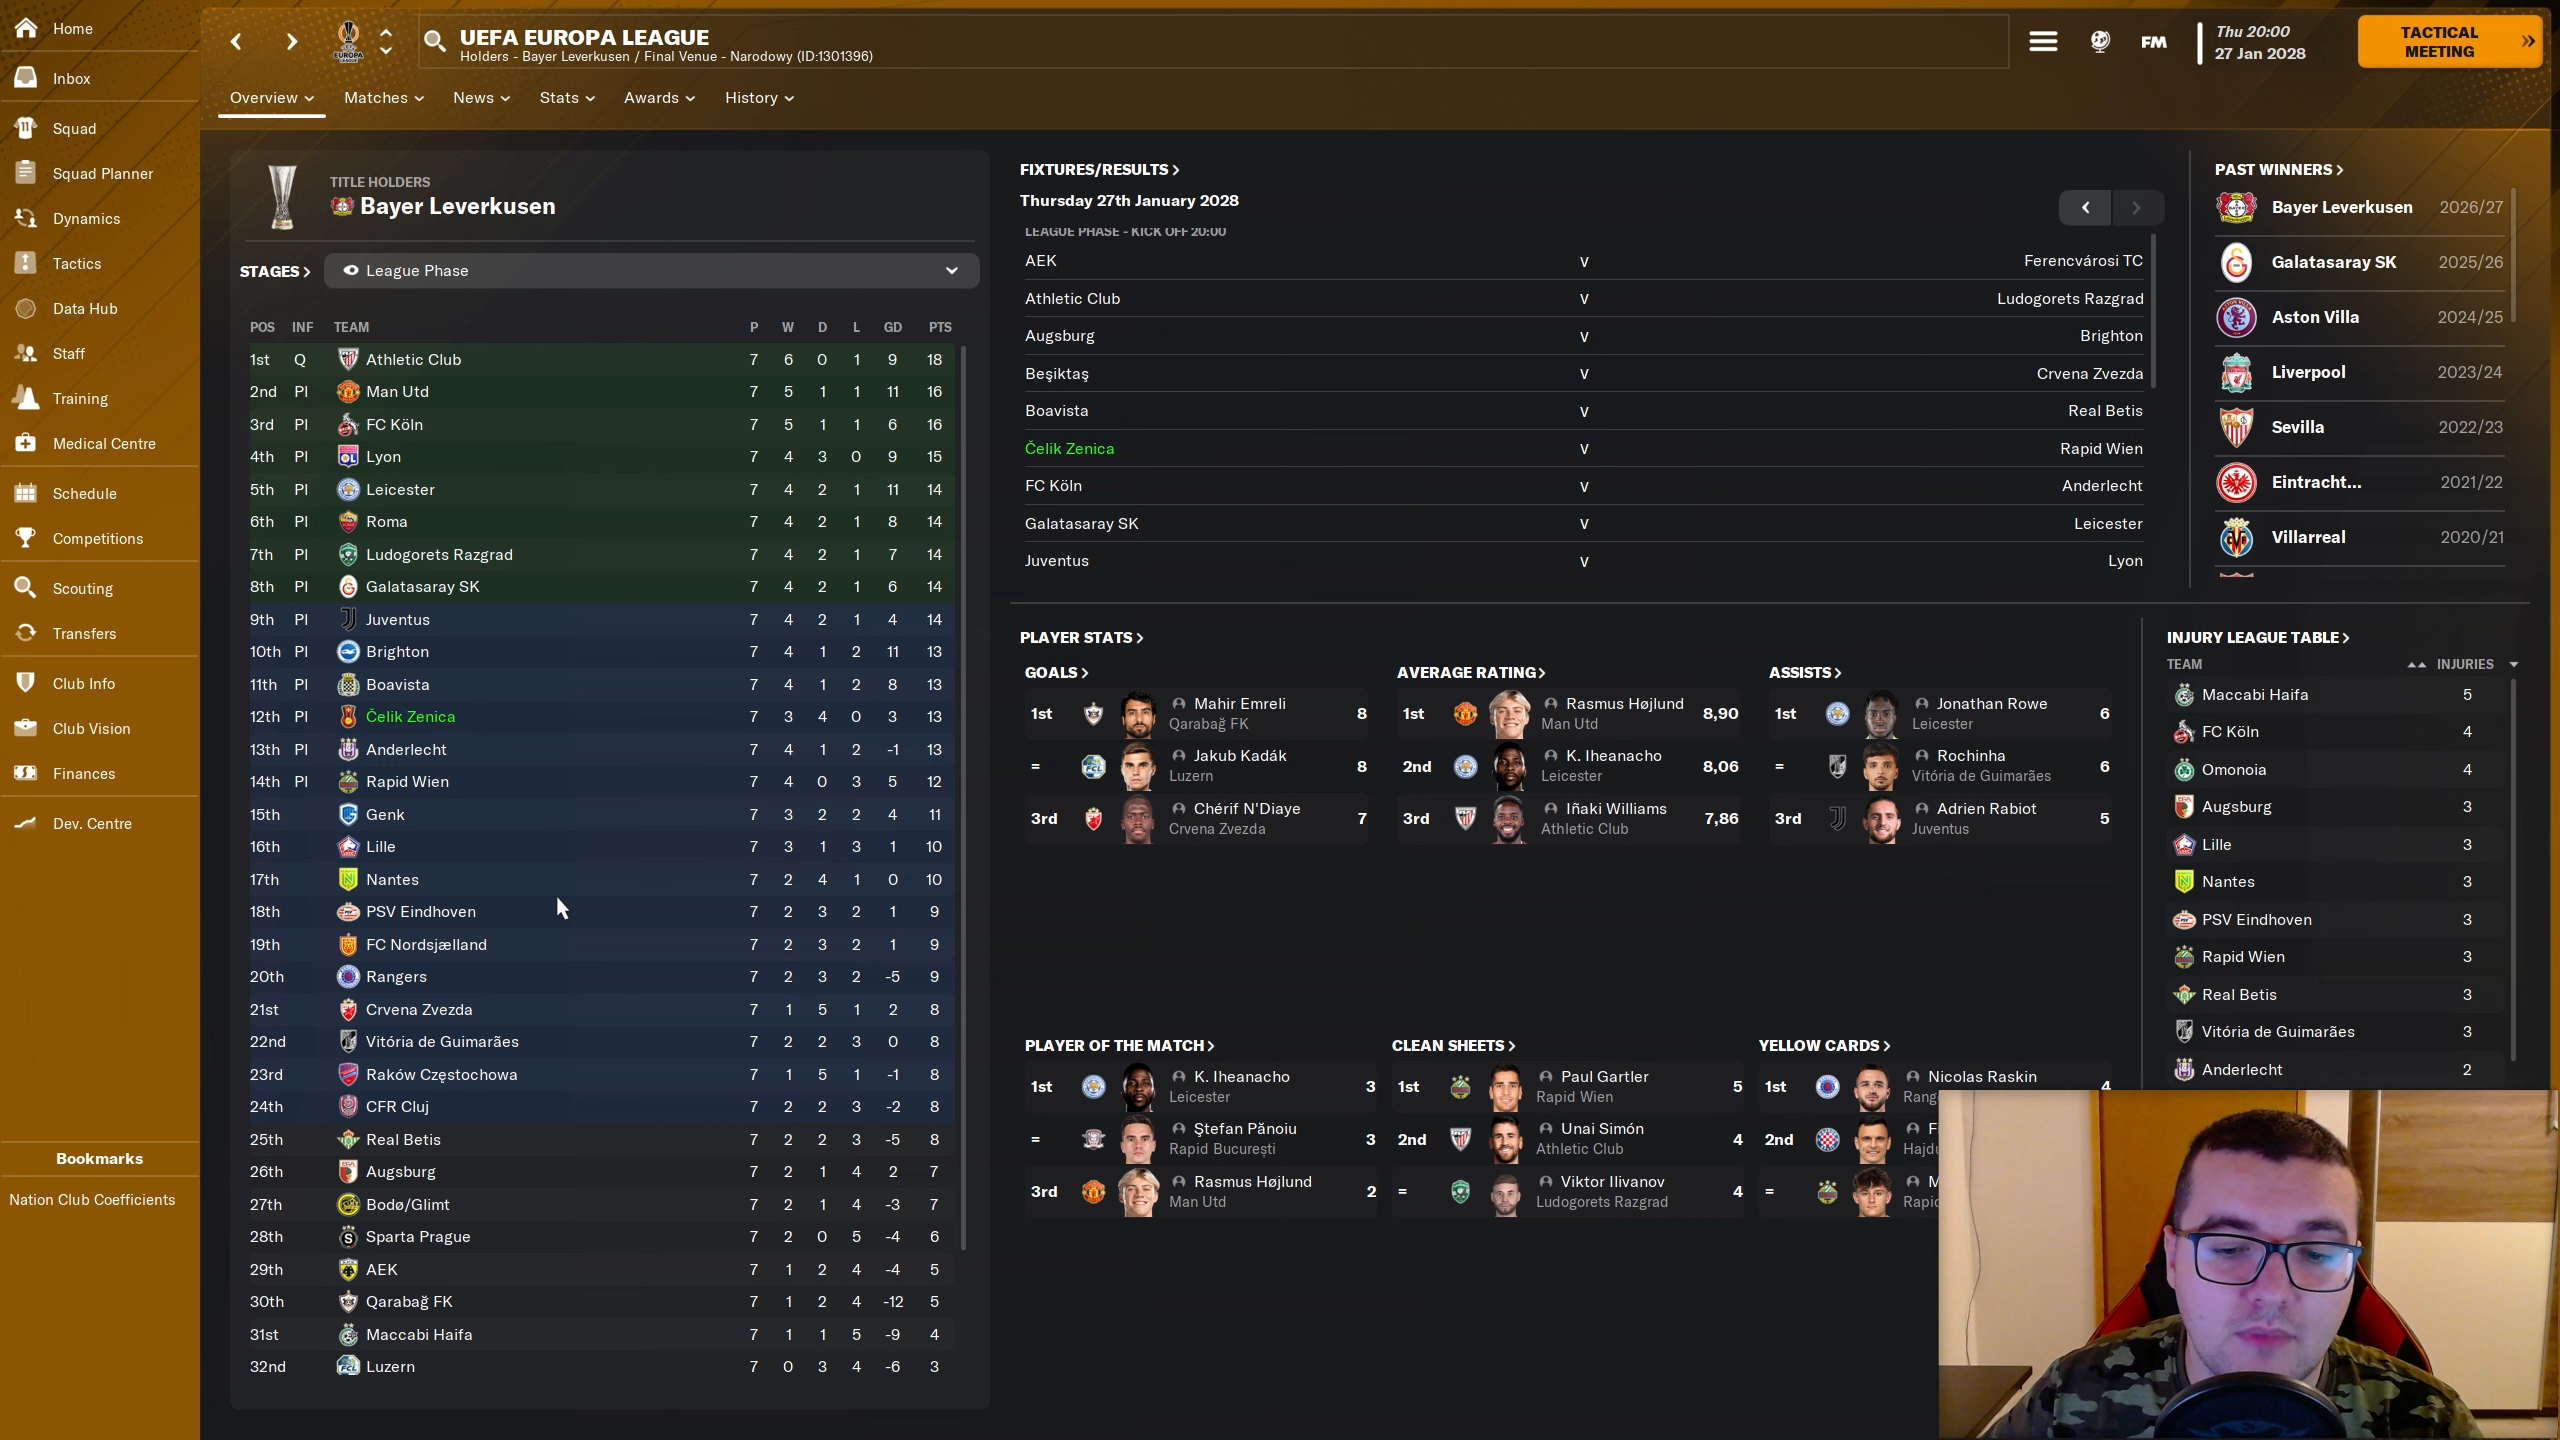 Home
Inbox
Squad
Squad Planner
Dynamics
Tactics
Data Hub
Staff
Training
Medical Centre
Schedule
Competitions
Scouting
Transfers
Club Info
Club Vision
Finances
Dev. Centre
Bookmarks
Nation Club Coefficients
UEFA EUROPA LEAGUE
Holders - Bayer Leverkusen / Final Venue - Narodowy (ID:1301396)
FM
Thu 20:00
27 Jan 2028
TACTICAL MEETING
Overview Matches News Stats Awards History
TITLE HOLDERS
Bayer Leverkusen
STAGES League Phase
POS INF TEAM P W D L GD PTS
1st Q Athletic Club 7 6 0 1 9 18
2nd Pl Man Utd 7 5 1 1 11 16
3rd Pl FC Köln 7 5 1 1 6 16
4th Pl Lyon 7 4 3 0 9 15
5th Pl Leicester 7 4 2 1 11 14
6th Pl Roma 7 4 2 1 8 14
7th Pl Ludogorets Razgrad 7 4 2 1 7 14
8th Pl Galatasaray SK 7 4 2 1 6 14
9th Pl Juventus 7 4 2 1 4 14
10th Pl Brighton 7 4 1 2 11 13
11th Pl Boavista 7 4 1 2 8 13
12th Pl Čelik Zenica 7 3 4 0 3 13
13th Pl Anderlecht 7 4 1 2 -1 13
14th Pl Rapid Wien 7 4 0 3 5 12
15th Genk 7 3 2 2 4 11
16th Lille 7 3 1 3 1 10
17th Nantes 7 2 4 1 0 10
18th PSV Eindhoven 7 2 3 2 1 9
19th FC Nordsjælland 7 2 3 2 1 9
20th Rangers 7 2 3 2 -5 9
21st Crvena Zvezda 7 1 5 1 2 8
22nd Vitória de Guimarães 7 2 2 3 0 8
23rd Raków Częstochowa 7 1 5 1 -1 8
24th CFR Cluj 7 2 2 3 -2 8
25th Real Betis 7 2 2 3 -5 8
26th Augsburg 7 2 1 4 2 7
27th Bodø/Glimt 7 2 1 4 -3 7
28th Sparta Prague 7 2 0 5 -4 6
29th AEK 7 1 2 4 -4 5
30th Qarabağ FK 7 1 2 4 -12 5
31st Maccabi Haifa 7 1 1 5 -9 4
32nd Luzern 7 0 3 4 -6 3
FIXTURES/RESULTS
Thursday 27th January 2028
LEAGUE PHASE - KICK OFF 20:00
AEK v Ferencvárosi TC
Athletic Club v Ludogorets Razgrad
Augsburg v Brighton
Beşiktaş v Crvena Zvezda
Boavista v Real Betis
Čelik Zenica v Rapid Wien
FC Köln v Anderlecht
Galatasaray SK v Leicester
Juventus v Lyon
PAST WINNERS
Bayer Leverkusen 2026/27
Galatasaray SK 2025/26
Aston Villa 2024/25
Liverpool 2023/24
Sevilla 2022/23
Eintracht... 2021/22
Villarreal 2020/21
PLAYER STATS
GOALS
1st Mahir Emreli 8
Qarabağ FK
= Jakub Kadák 8
Luzern
3rd Chérif N'Diaye 7
Crvena Zvezda
AVERAGE RATING
1st Rasmus Højlund 8,90
Man Utd
2nd K. Iheanacho 8,06
Leicester
3rd Iñaki Williams 7,86
Athletic Club
ASSISTS
1st Jonathan Rowe 6
Leicester
= Rochinha 6
Vitória de Guimarães
3rd Adrien Rabiot 5
Juventus
PLAYER OF THE MATCH
1st K. Iheanacho 3
Leicester
= Ștefan Pănoiu 3
Rapid București
3rd Rasmus Højlund 2
Man Utd
CLEAN SHEETS
1st Paul Gartler 5
Rapid Wien
2nd Unai Simón 4
Athletic Club
= Viktor Ilivanov 4
Ludogorets Razgrad
YELLOW CARDS
1st Nicolas Raskin 4
Rang
2nd F
Hajdu
= M
Rapid
INJURY LEAGUE TABLE
TEAM INJURIES
Maccabi Haifa 5
FC Köln 4
Omonoia 4
Augsburg 3
Lille 3
Nantes 3
PSV Eindhoven 3
Rapid Wien 3
Real Betis 3
Vitória de Guimarães 3
Anderlecht 2